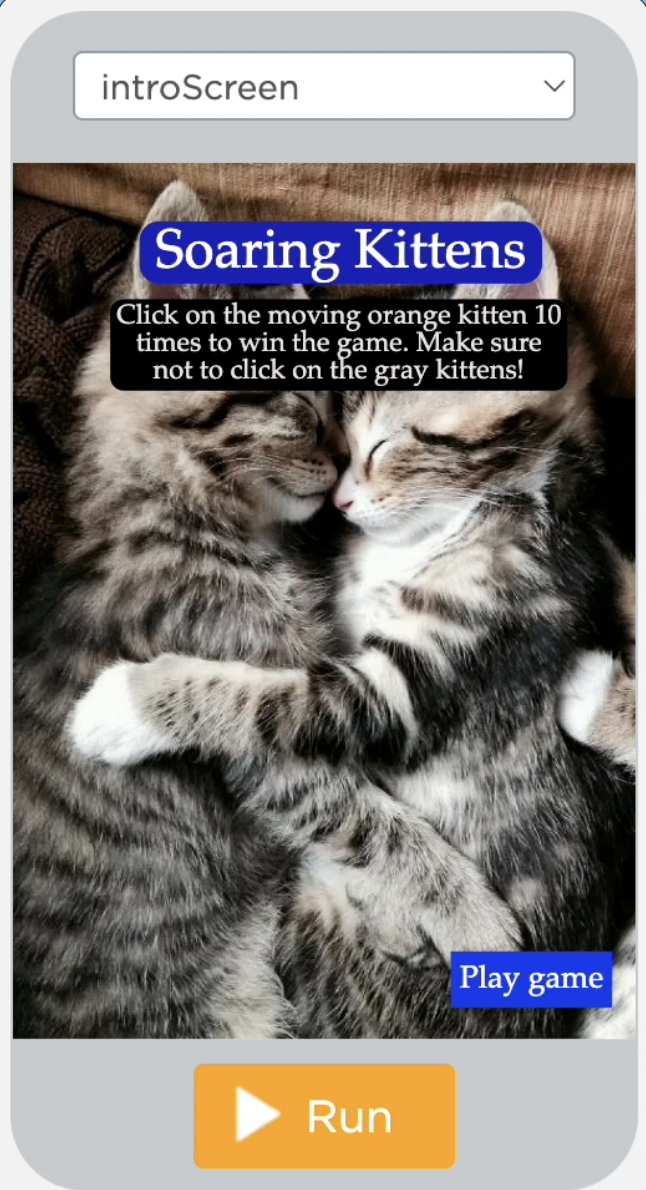 introScreen
Soaring Kittens
Click on the moving orange kitten 10
times to win the game. Make sure
not to click on the gray kittens!
Play game
Run